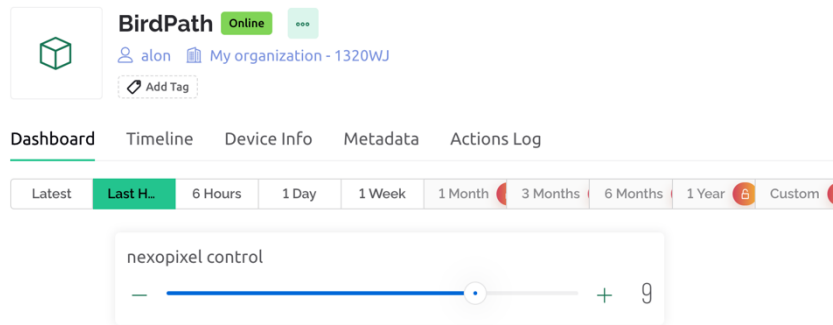 BirdPath Online
alon My organization - 1320WJ
Add Tag
Dashboard Timeline Device Info Metadata Actions Log
Latest Last H... 6 Hours 1 Day 1 Week 1 Month 3 Months 6 Months 1 Year Custom
nexopixel control
— + 9